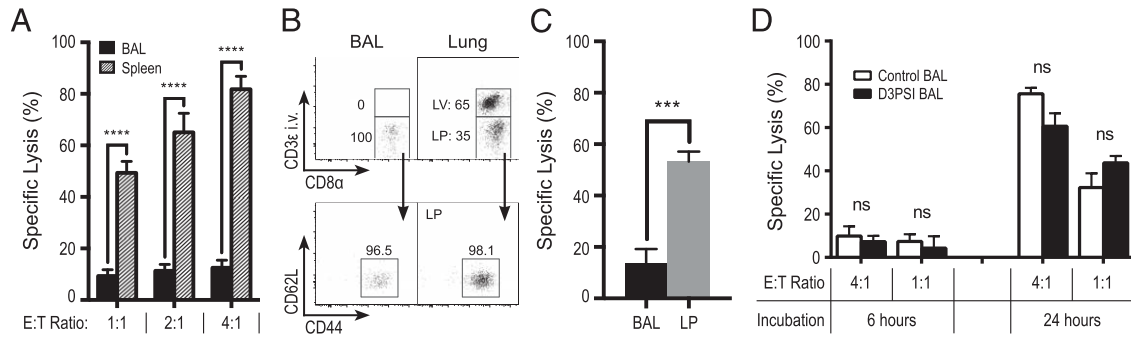 A
Specific Lysis (%)
100
80
60
40
20
0
BAL
Spleen
****
****
****
E:T Ratio: 1:1 2:1 4:1
B
BAL Lung
CD3ε i.v.
0
100
LV: 65
LP: 35
CD8α
LP
96.5
98.1
CD62L
CD44
C
Specific Lysis (%)
100
80
60
40
20
0
***
BAL LP
D
Specific Lysis (%)
100
80
60
40
20
0
Control BAL
D3PSI BAL
ns
ns
ns
ns
E:T Ratio 4:1 1:1 4:1 1:1
Incubation 6 hours 24 hours